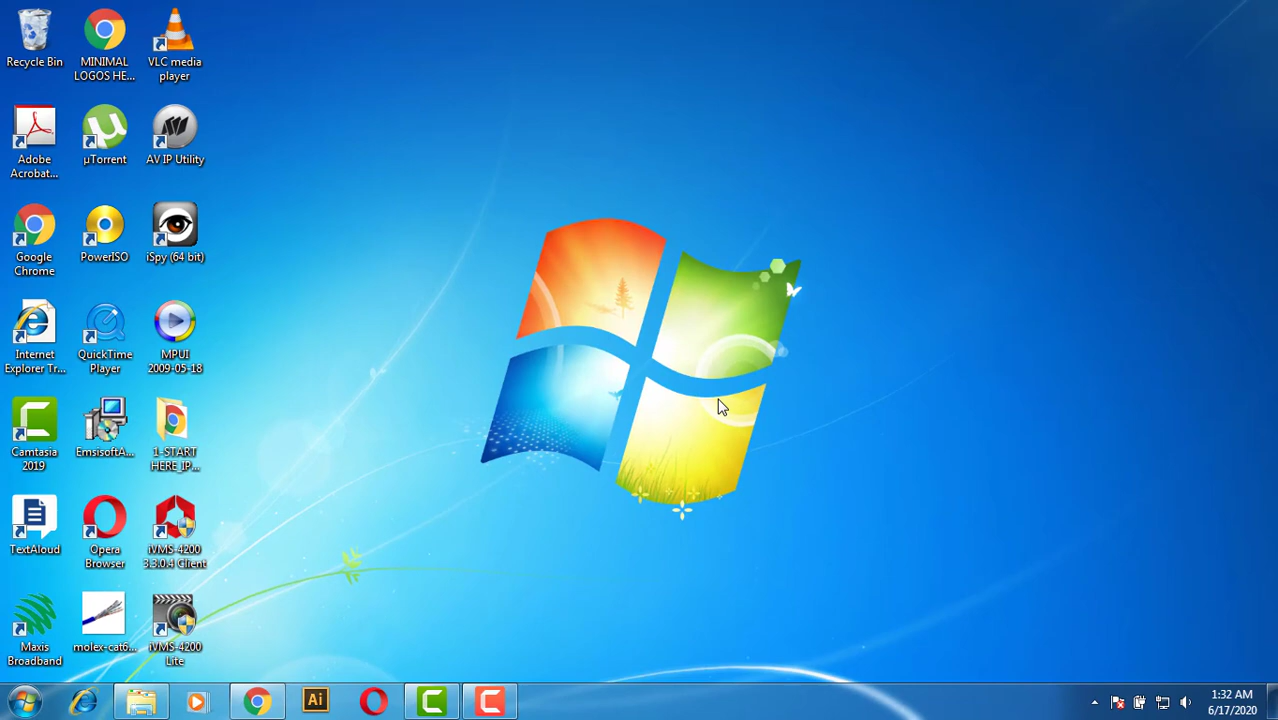 Recycle Bin
MINIMAL
LOGOS HE...
VLC media
player
Adobe
Acrobat...
µTorrent
AV IP Utility
Google
Chrome
PowerISO
iSpy (64 bit)
Internet
Explorer Tr...
QuickTime
Player
MPUI
2009-05-18
Camtasia
2019
EmsisoftA...
1-START
HERE_IP...
TextAloud
Opera
Browser
iVMS-4200
3.3.0.4 Client
Maxis
Broadband
molex-cat6...
iVMS-4200
Lite
Ai
1:32 AM
6/17/2020